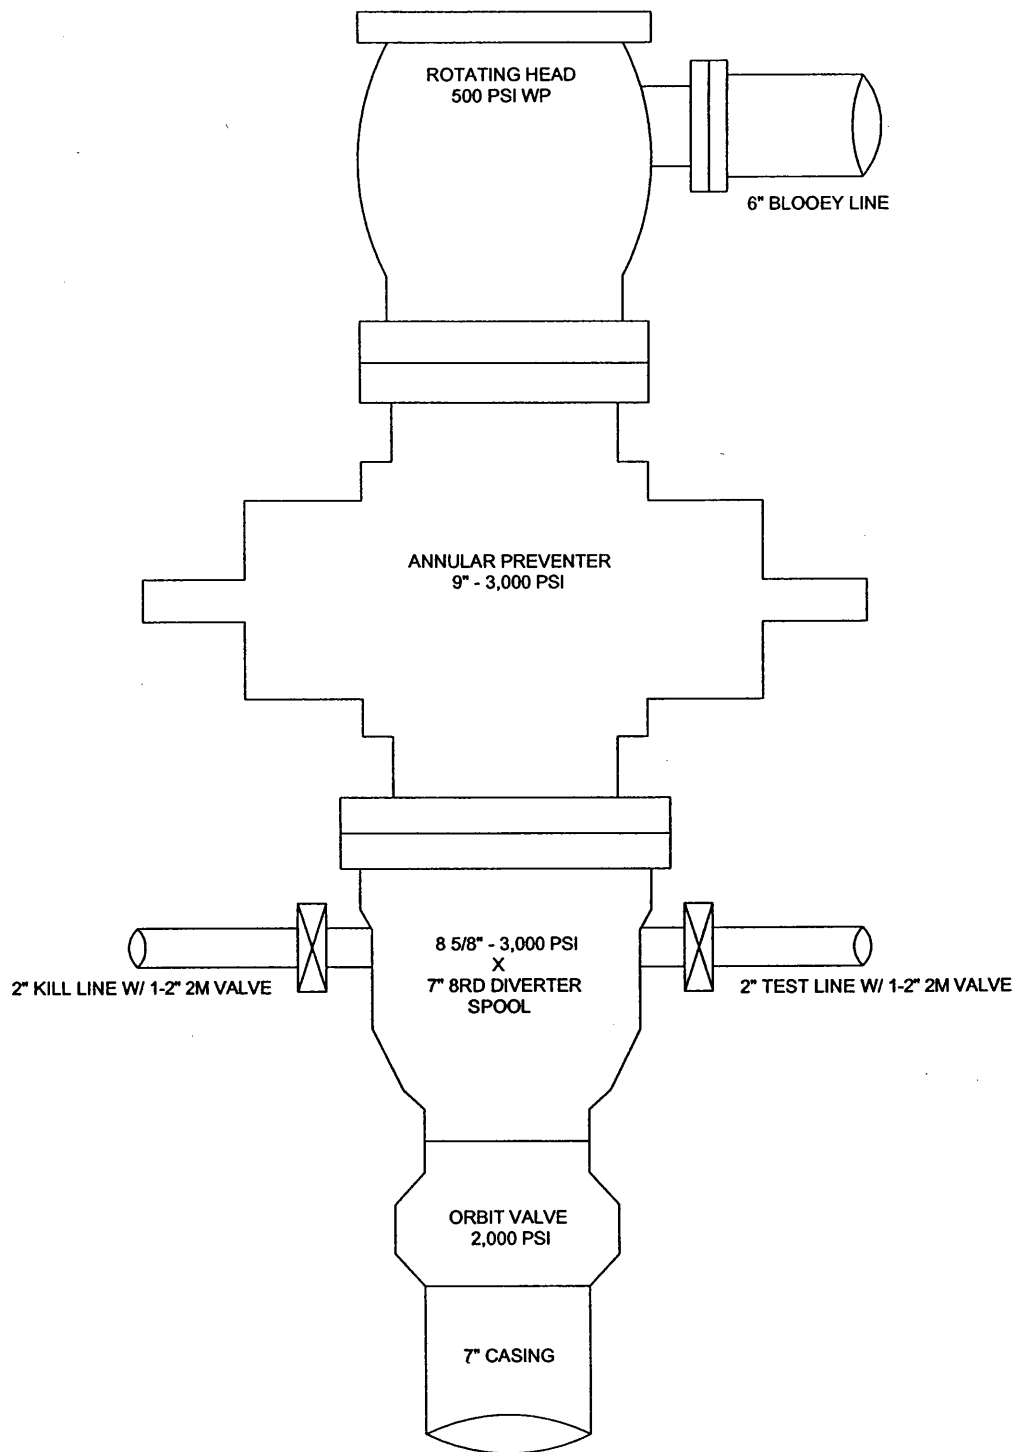 ROTATING HEAD
500 PSI WP
6" BLOOEY LINE
ANNULAR PREVENTER
9" - 3,000 PSI
8 5/8" - 3,000 PSI
X
7" 8RD DIVERTER
SPOOL
2" KILL LINE W/ 1-2" 2M VALVE
2" TEST LINE W/ 1-2" 2M VALVE
ORBIT VALVE
2,000 PSI
7" CASING